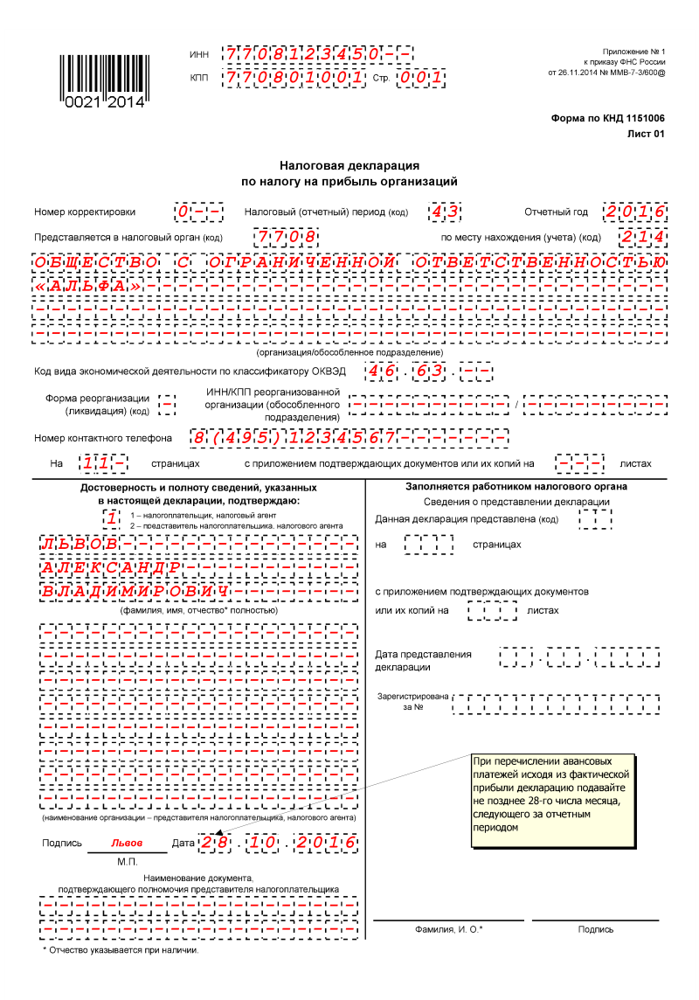 ИНН 7708123450--
Приложение № 1
к приказу ФНС России
от 26.11.2014 № ММВ-7-3/600@
КПП 770801001 Стр. 001
0021 2014
Форма по КНД 1151006
Лист 01
Налоговая декларация
по налогу на прибыль организаций
Номер корректировки 0-- Налоговый (отчетный) период (код) 43 Отчетный год 2016
Представляется в налоговый орган (код) 7708 по месту нахождения (учета) (код) 214
ОБЩЕСТВО С ОГРАНИЧЕННОЙ ОТВЕТСТВЕННОСТЬЮ
«АЛЬФА»---------------------------------
----------------------------------------
----------------------------------------
(организация/обособленное подразделение)
Код вида экономической деятельности по классификатору ОКВЭД 46.63.--
Форма реорганизации
(ликвидация) (код) -
ИНН/КПП реорганизованной
организации (обособленного
подразделения) ---------- / ---------
Номер контактного телефона 8(495)1234567-------
На 11- страницах с приложением подтверждающих документов или их копий на --- листах
Достоверность и полноту сведений, указанных
в настоящей декларации, подтверждаю:
1 1 – налогоплательщик, налоговый агент
2 – представитель налогоплательщика, налогового агента
ЛЬВОВ---------------
АЛЕКСАНДР-----------
ВЛАДИМИРОВИЧ--------
(фамилия, имя, отчество* полностью)
--------------------
--------------------
--------------------
--------------------
--------------------
--------------------
--------------------
--------------------
(наименование организации – представителя налогоплательщика, налогового агента)
Подпись Львов Дата 28.10.2016
М.П.
Наименование документа,
подтверждающего полномочия представителя налогоплательщика
--------------------
--------------------
* Отчество указывается при наличии.
Заполняется работником налогового органа
Сведения о представлении декларации
Данная декларация представлена (код)
на страницах
с приложением подтверждающих документов
или их копий на листах
Дата представления
декларации . .
Зарегистрирована
за №
При перечислении авансовых
платежей исходя из фактической
прибыли декларацию подавайте
не позднее 28-го числа месяца,
следующего за отчетным
периодом
Фамилия, И. О.* Подпись